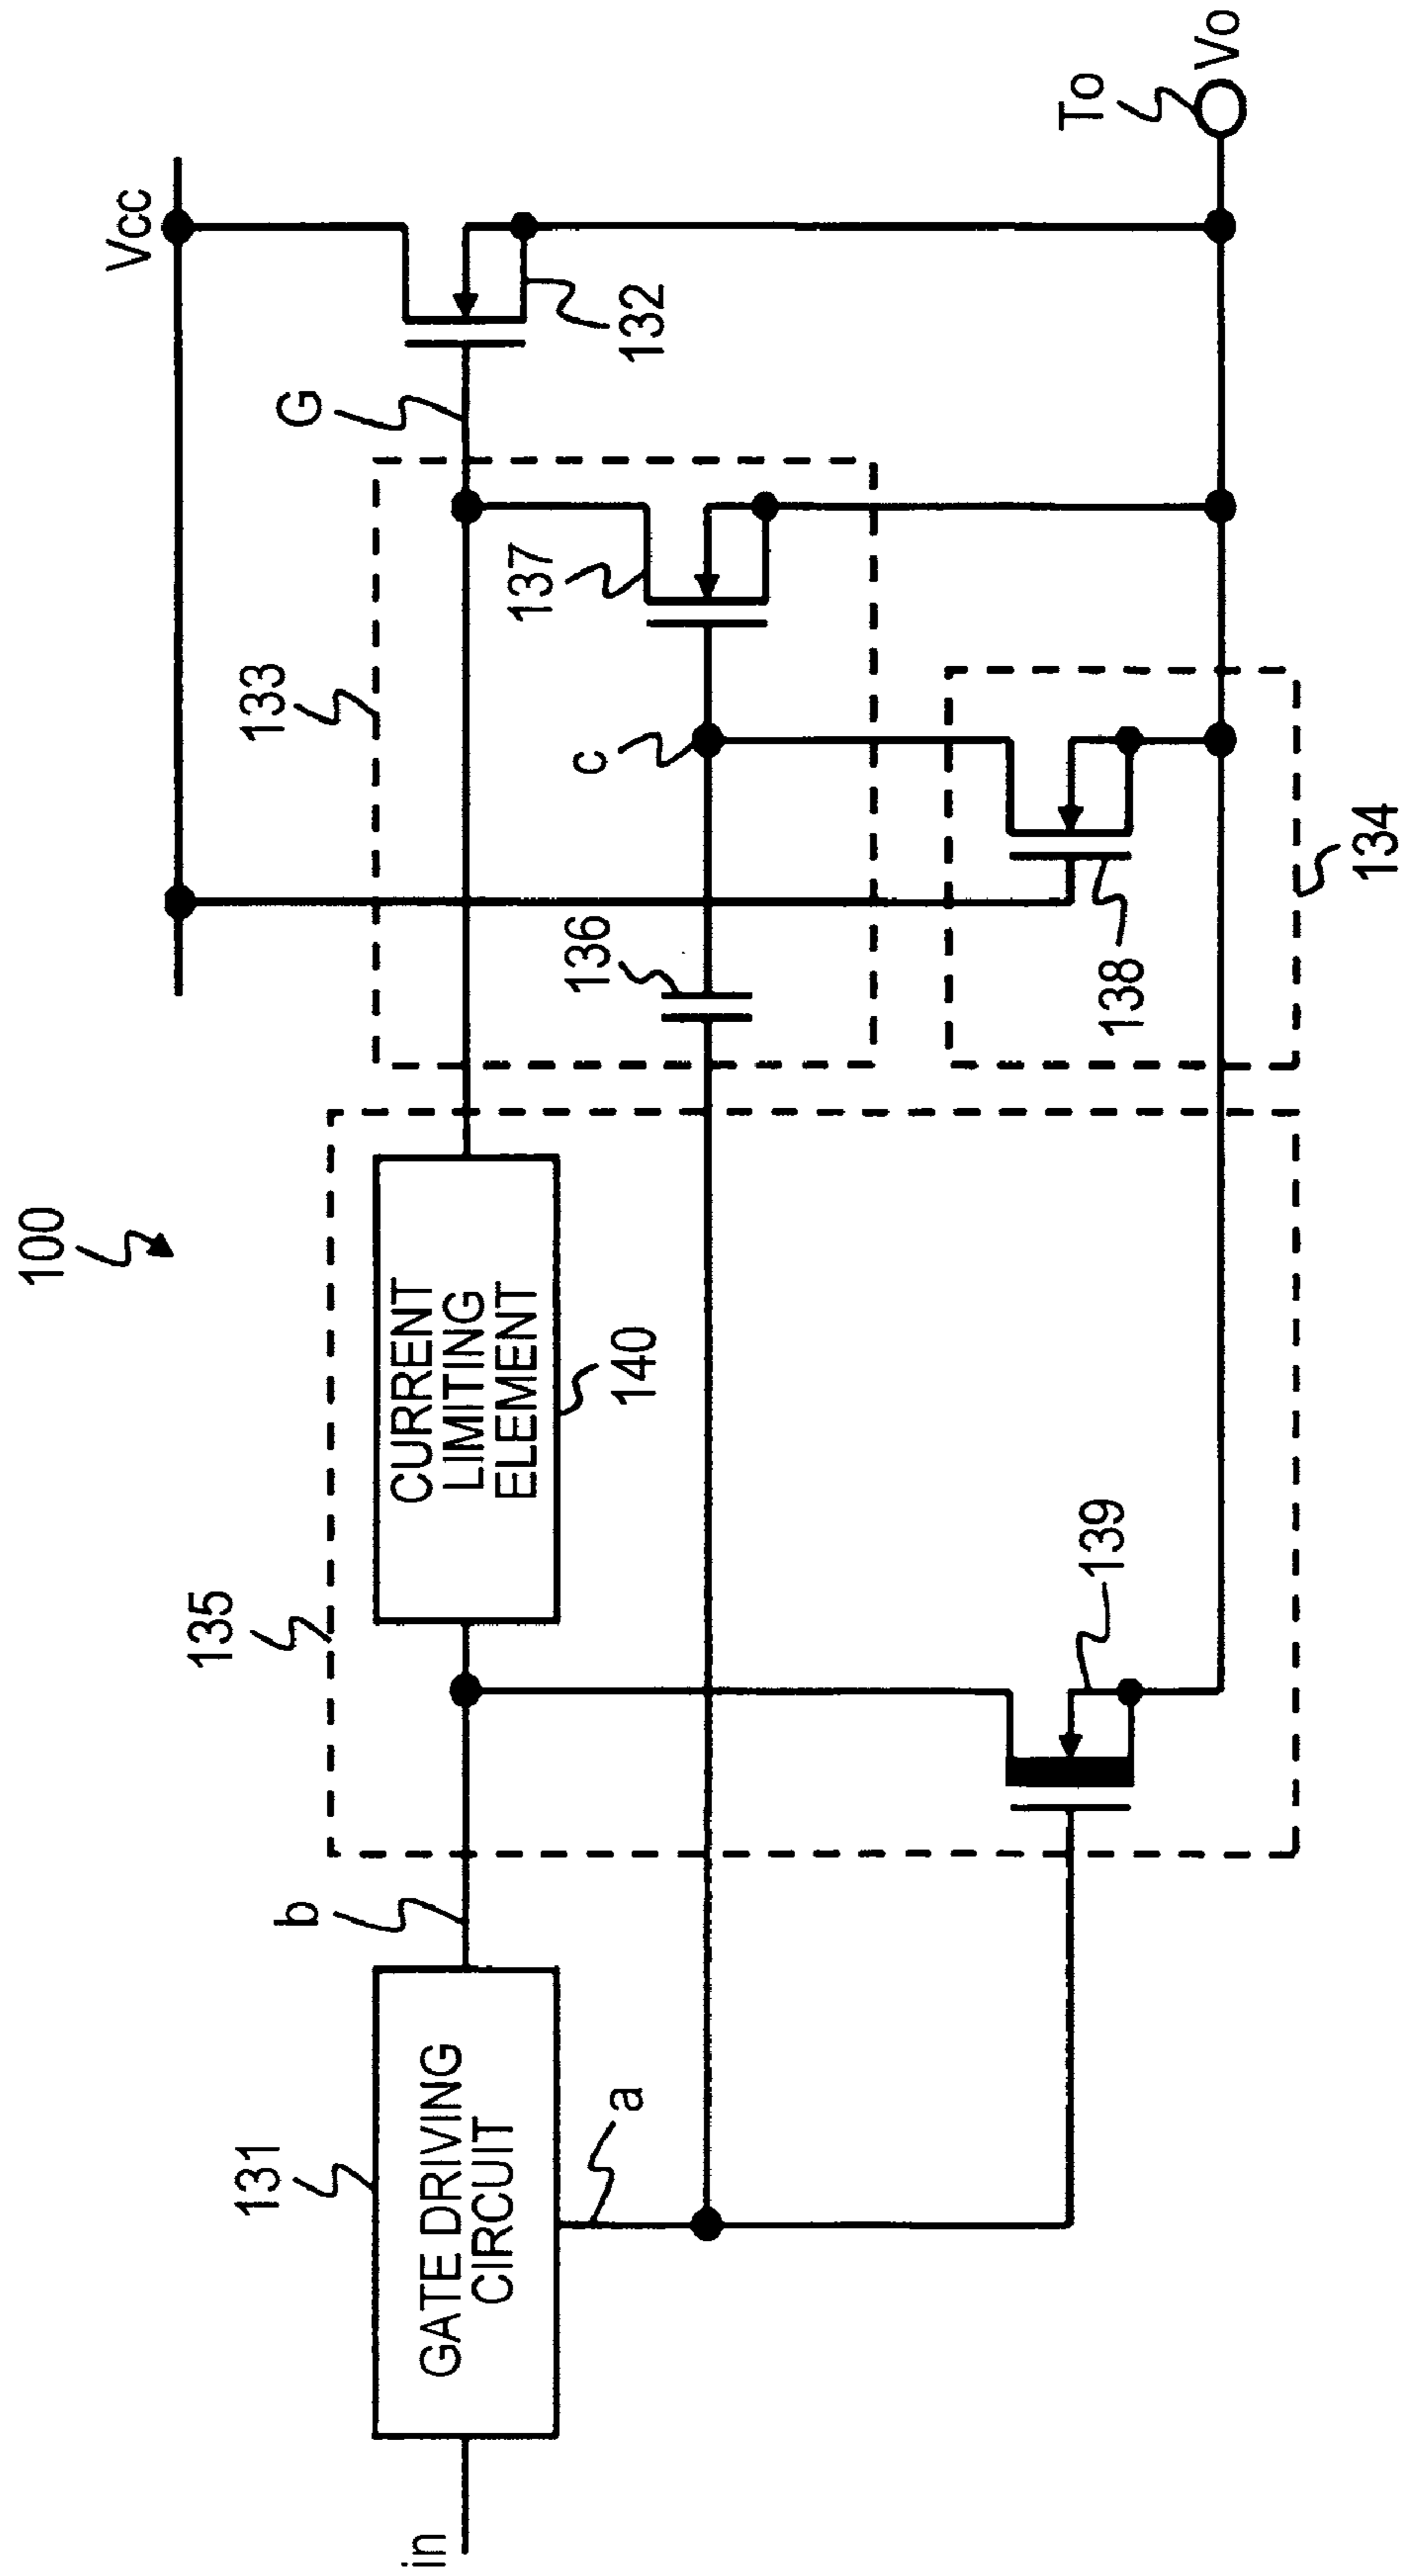 100
Vcc
133
G
132
135
137
c
136
CURRENT
LIMITING
ELEMENT
140
b
131
GATE DRIVING
CIRCUIT
in
a
139
138
134
To
Vo